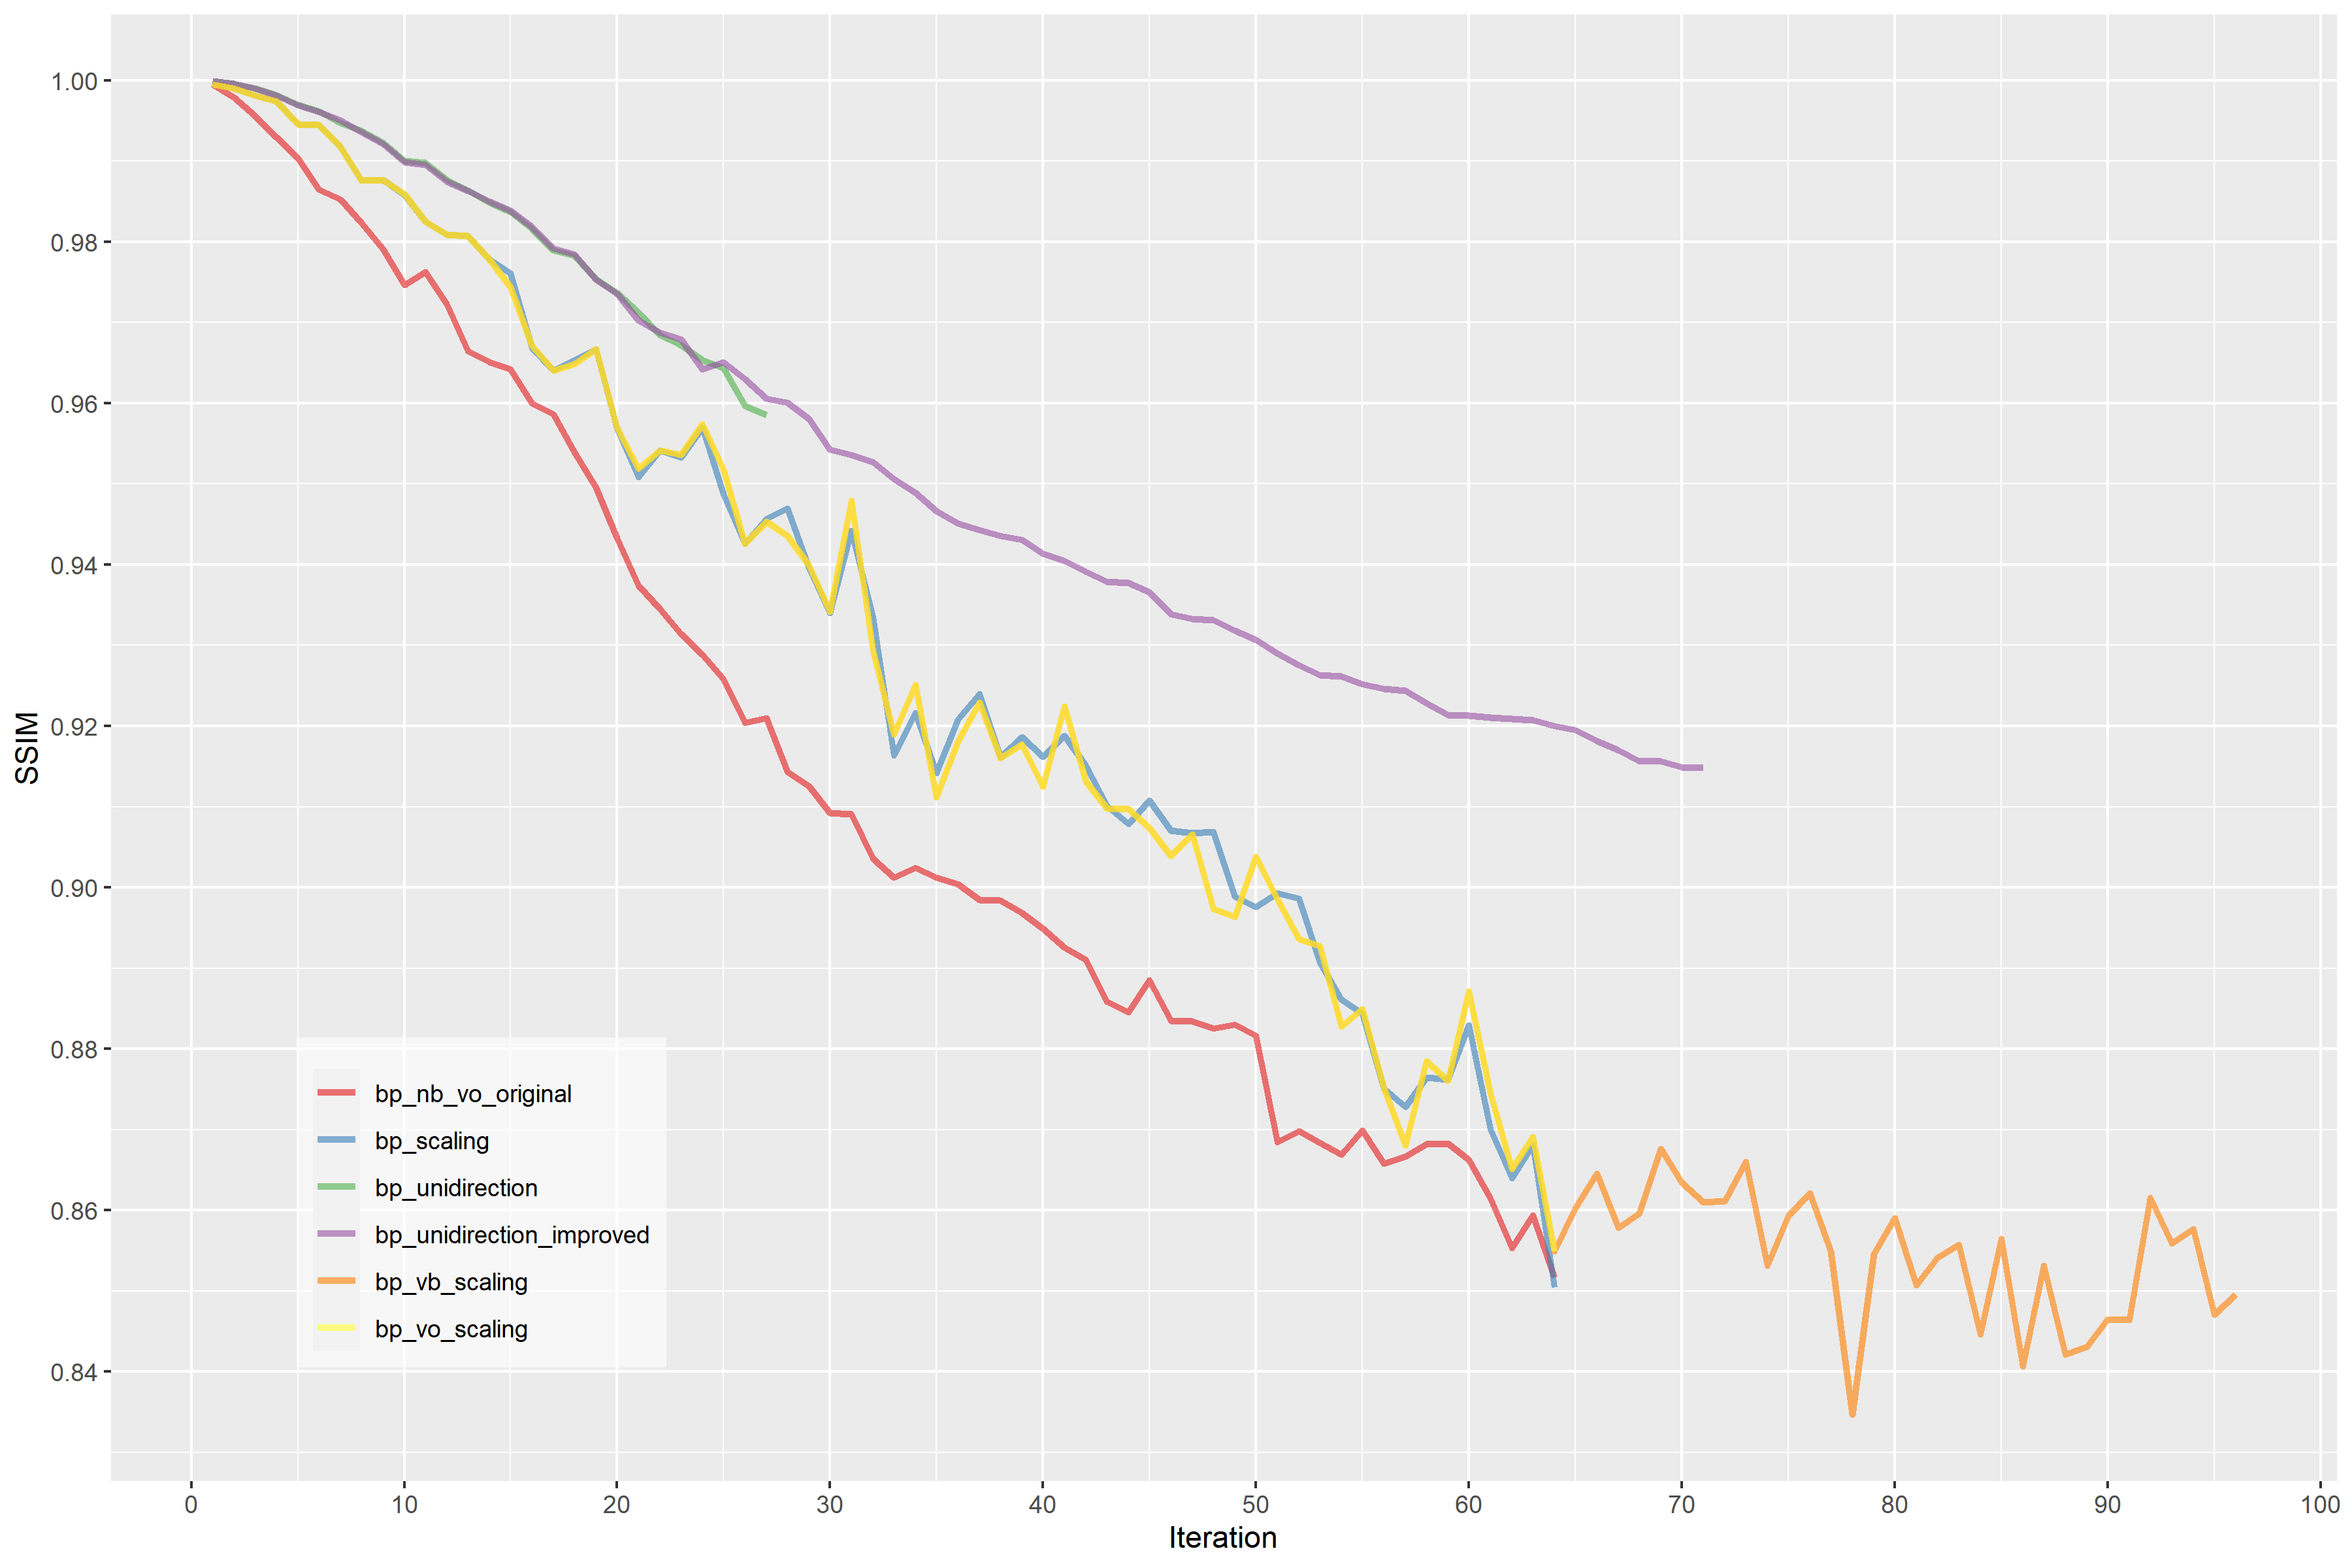 1.00
0.98
0.96
0.94
0.92
0.90
0.88
0.86
0.84
SSIM
bp_nb_vo_original
bp_scaling
bp_unidirection
bp_unidirection_improved
bp_vb_scaling
bp_vo_scaling
0 10 20 30 40 50 60 70 80 90 100
Iteration